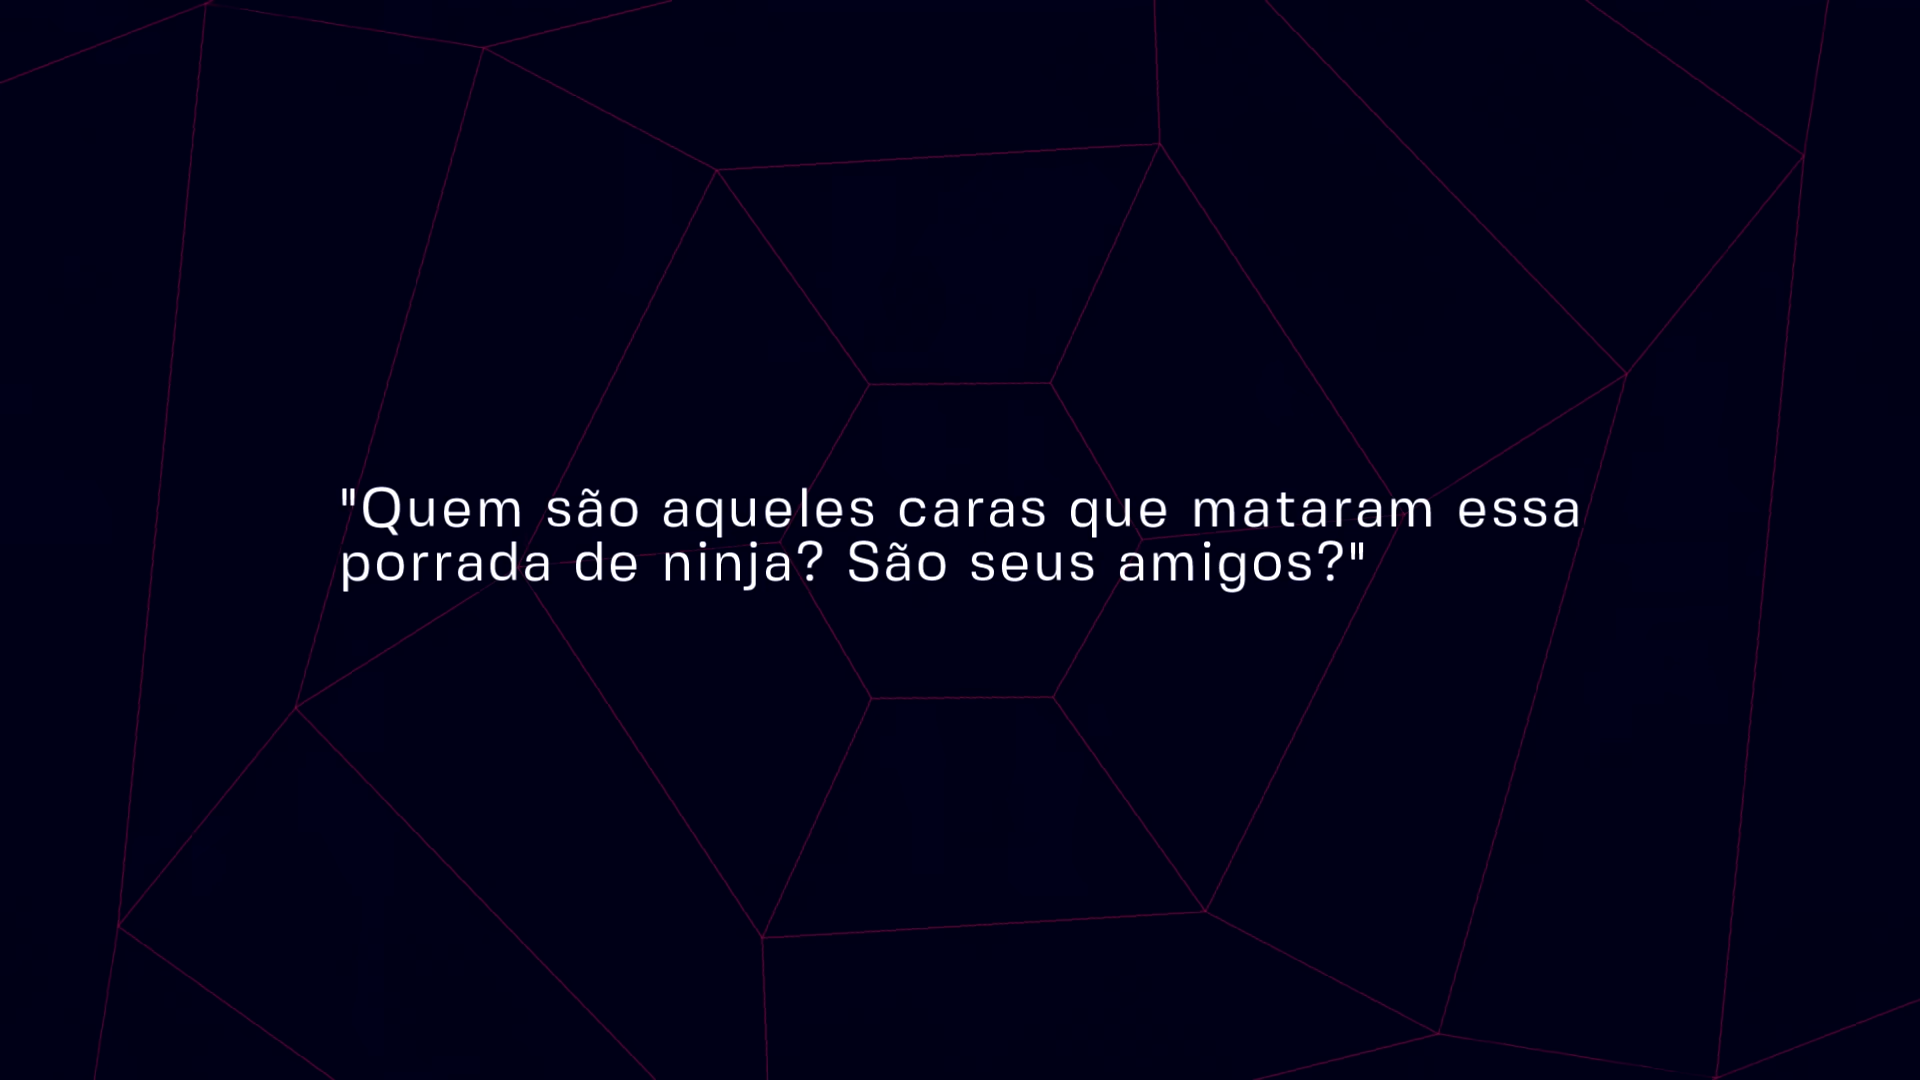 "Quem são aqueles caras que mataram essa
porrada de ninja? São seus amigos?"